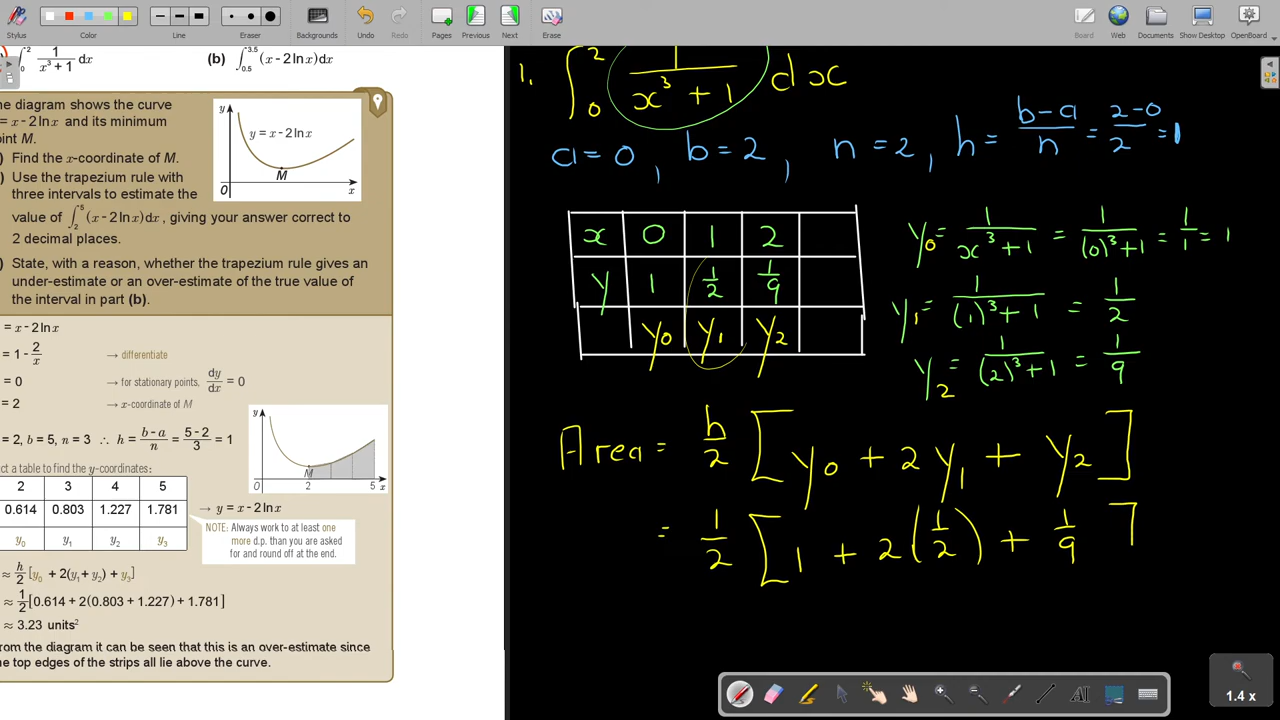 Stylus Color Line Eraser Backgrounds Undo Redo Pages Previous Next Erase Board Web Documents Show Desktop OpenBoard
∫₀² 1/(x³ + 1) dx
(b) ∫₀.₅³·⁵ (x - 2 ln x) dx
he diagram shows the curve
= x - 2 ln x and its minimum
oint M.
) Find the x-coordinate of M.
) Use the trapezium rule with
three intervals to estimate the
value of ∫₂⁵ (x - 2 ln x) dx, giving your answer correct to
2 decimal places.
) State, with a reason, whether the trapezium rule gives an
under-estimate or an over-estimate of the true value of
the interval in part (b).
y
y = x - 2 ln x
M
O x
= x - 2 ln x
= 1 - 2/x → differentiate
= 0 → for stationary points, dy/dx = 0
= 2 → x-coordinate of M
= 2, b = 5, n = 3 ∴ h = (b - a)/n = (5 - 2)/3 = 1
ect a table to find the y-coordinates:
2 3 4 5
0.614 0.803 1.227 1.781 → y = x - 2 ln x
y₀ y₁ y₂ y₃
y
M
O 2 5 x
NOTE: Always work to at least one
more d.p. than you are asked
for and round off at the end.
≈ h/2 [y₀ + 2(y₁ + y₂) + y₃]
≈ 1/2 [0.614 + 2(0.803 + 1.227) + 1.781]
≈ 3.23 units²
rom the diagram it can be seen that this is an over-estimate since
he top edges of the strips all lie above the curve.
1. ∫₀² 1/(x³ + 1) dx
a = 0, b = 2, n = 2, h = (b - a)/n = (2 - 0)/2 = 1
x 0 1 2
y 1 1/2 1/9
y₀ y₁ y₂
y₀ = 1/(x³ + 1) = 1/((0)³ + 1) = 1/1 = 1
y₁ = 1/((1)³ + 1) = 1/2
y₂ = 1/((2)³ + 1) = 1/9
Area = h/2 [y₀ + 2y₁ + y₂]
= 1/2 [1 + 2(1/2) + 1/9]
1.4 x